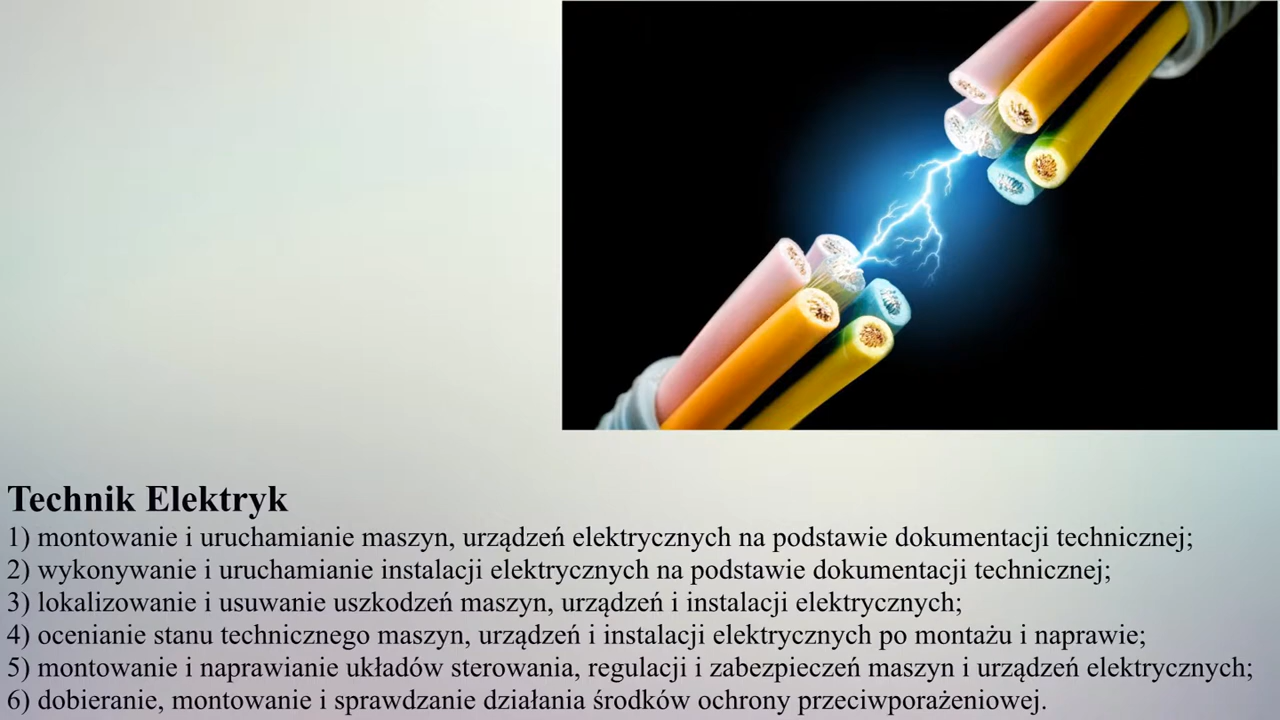 Technik Elektryk
1) montowanie i uruchamianie maszyn, urządzeń elektrycznych na podstawie dokumentacji technicznej;
2) wykonywanie i uruchamianie instalacji elektrycznych na podstawie dokumentacji technicznej;
3) lokalizowanie i usuwanie uszkodzeń maszyn, urządzeń i instalacji elektrycznych;
4) ocenianie stanu technicznego maszyn, urządzeń i instalacji elektrycznych po montażu i naprawie;
5) montowanie i naprawianie układów sterowania, regulacji i zabezpieczeń maszyn i urządzeń elektrycznych;
6) dobieranie, montowanie i sprawdzanie działania środków ochrony przeciwporażeniowej.